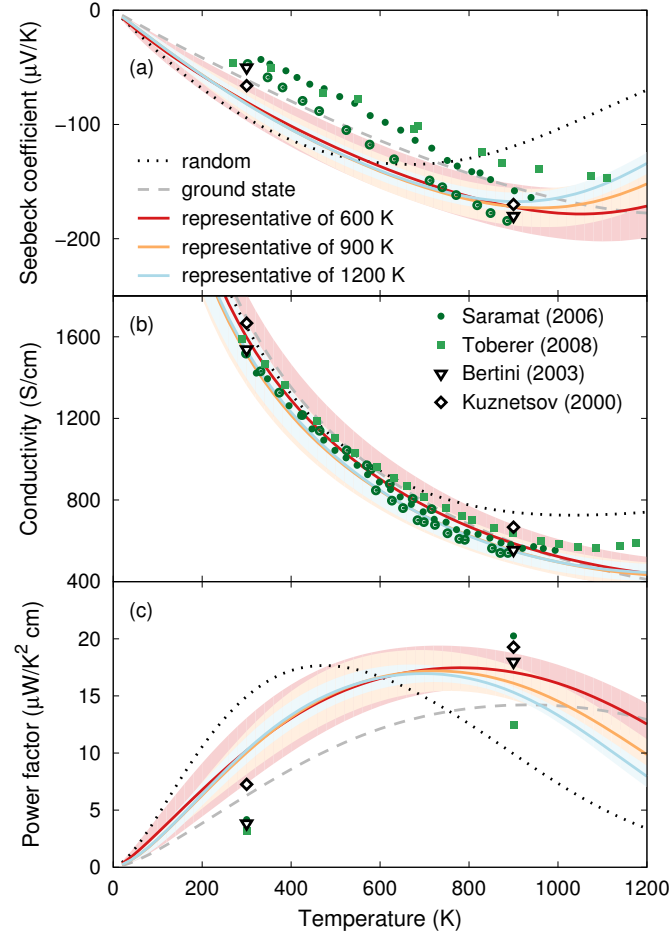 0
−100
−200
Seebeck coefficient (µV/K)
(a)
random
ground state
representative of 600 K
representative of 900 K
representative of 1200 K
400
800
1200
1600
Conductivity (S/cm)
(b)
Saramat (2006)
Toberer (2008)
Bertini (2003)
Kuznetsov (2000)
0
5
10
15
20
Power factor (µW/K² cm)
(c)
0 200 400 600 800 1000 1200
Temperature (K)